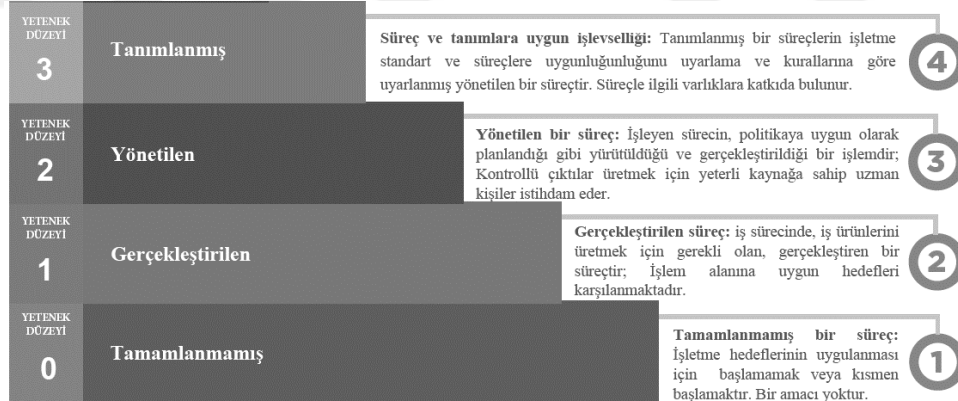 YETENEK
DÜZEYİ
3
Tanımlanmış
Süreç ve tanımlara uygun işlevselliği: Tanımlanmış bir süreçlerin işletme
standart ve süreçlere uygunluğunluğunu uyarlama ve kurallarına göre
uyarlanmış yönetilen bir süreçtir. Süreçle ilgili varlıklara katkıda bulunur.
4
YETENEK
DÜZEYİ
2
Yönetilen
Yönetilen bir süreç: İşleyen sürecin, politikaya uygun olarak
planlandığı gibi yürütüldüğü ve gerçekleştirildiği bir işlemdir;
Kontrollü çıktılar üretmek için yeterli kaynağa sahip uzman
kişiler istihdam eder.
3
YETENEK
DÜZEYİ
1
Gerçekleştirilen
Gerçekleştirilen süreç: iş sürecinde, iş ürünlerini
üretmek için gerekli olan, gerçekleştiren bir
süreçtir; İşlem alanına uygun hedefleri
karşılanmaktadır.
2
YETENEK
DÜZEYİ
0
Tamamlanmamış
Tamamlanmamış bir süreç:
İşletme hedeflerinin uygulanması
için başlamamak veya kısmen
başlamaktır. Bir amacı yoktur.
1